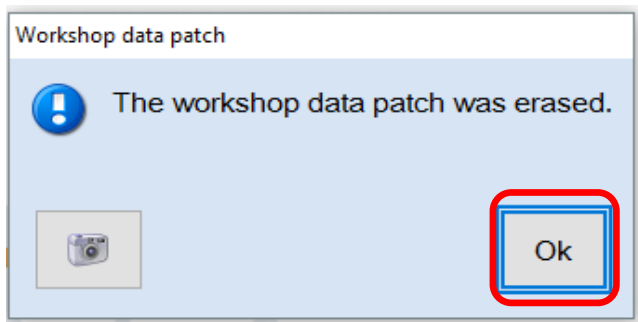 Workshop data patch
The workshop data patch was erased.
Ok